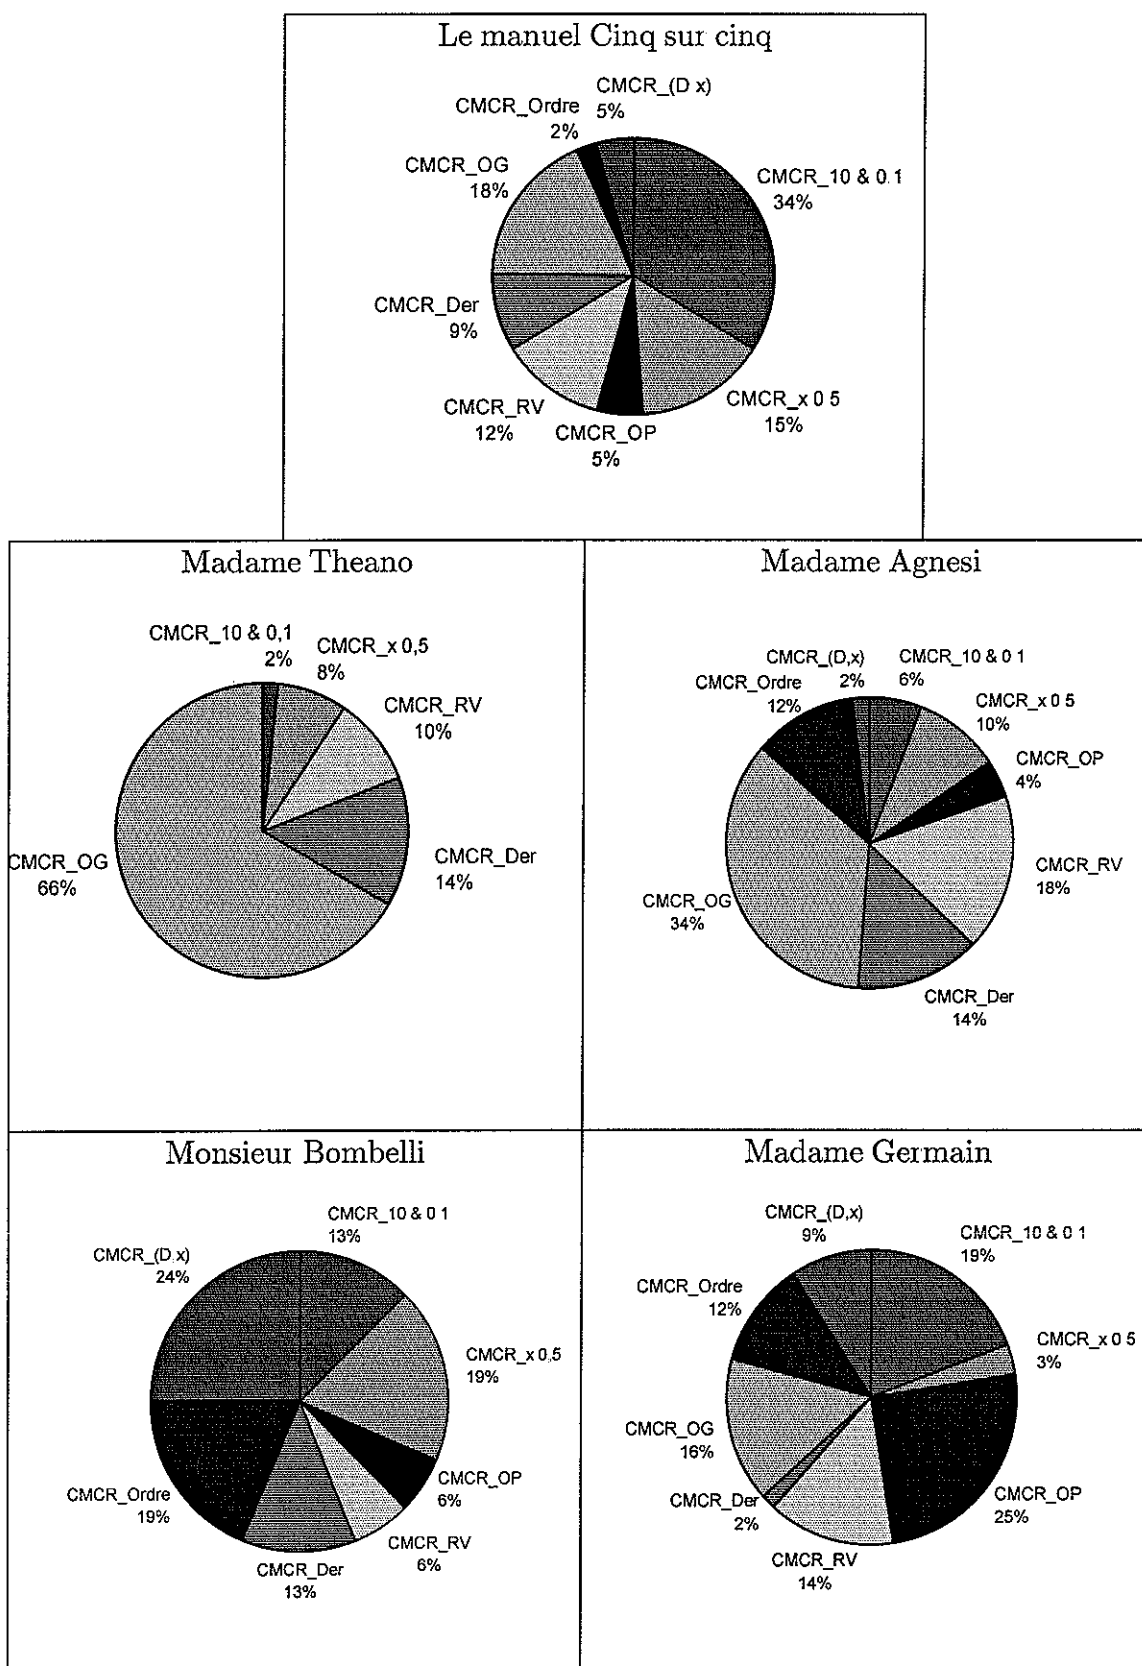 Le manuel Cinq sur cinq
CMCR_(D x)
5%
CMCR_Ordre
2%
CMCR_OG
18%
CMCR_10 & 0.1
34%
CMCR_Der
9%
CMCR_RV
12%
CMCR_OP
5%
CMCR_x 0 5
15%
Madame Theano
CMCR_10 & 0,1
2%
CMCR_x 0,5
8%
CMCR_RV
10%
CMCR_Der
14%
CMCR_OG
66%
Madame Agnesi
CMCR_(D,x)
2%
CMCR_10 & 0 1
6%
CMCR_Ordre
12%
CMCR_x 0 5
10%
CMCR_OP
4%
CMCR_RV
18%
CMCR_OG
34%
CMCR_Der
14%
Monsieur Bombelli
CMCR_10 & 0 1
13%
CMCR_(D.x)
24%
CMCR_x 0,5
19%
CMCR_OP
6%
CMCR_RV
6%
CMCR_Der
13%
CMCR_Ordre
19%
Madame Germain
CMCR_(D,x)
9%
CMCR_10 & 0 1
19%
CMCR_Ordre
12%
CMCR_x 0 5
3%
CMCR_OG
16%
CMCR_Der
2%
CMCR_RV
14%
CMCR_OP
25%